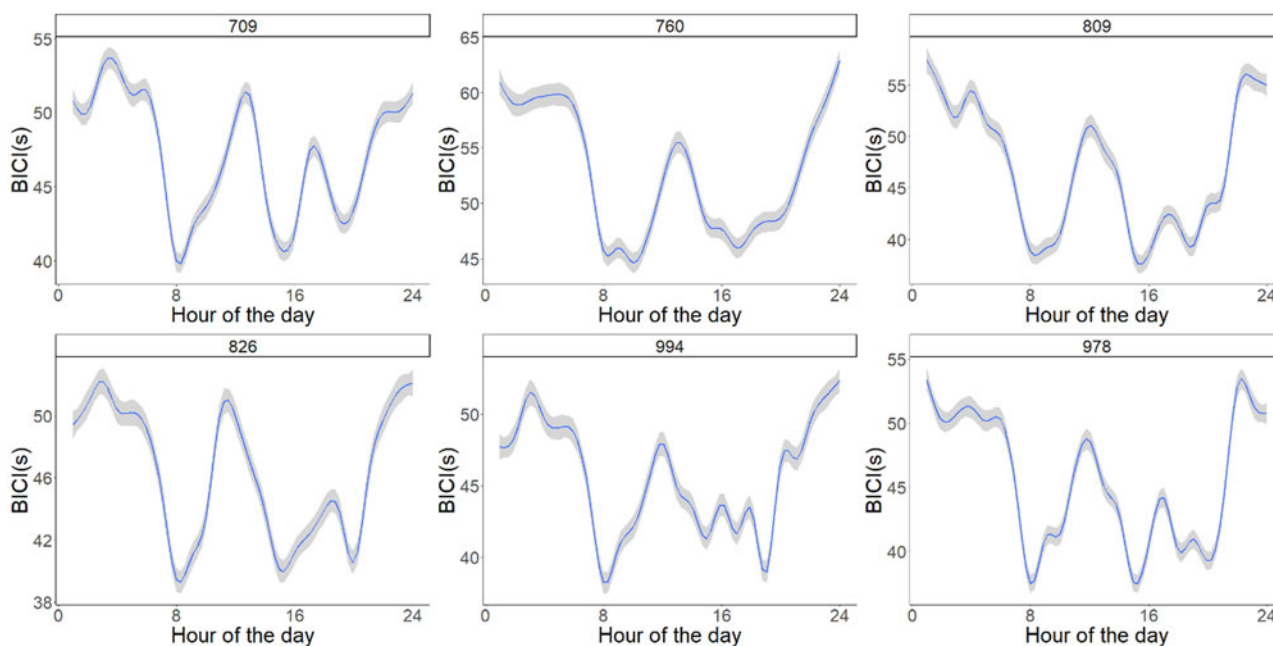 709
55
50
45
40
BICI(s)
0 8 16 24
Hour of the day
760
65
60
55
50
45
BICI(s)
0 8 16 24
Hour of the day
809
55
50
45
40
BICI(s)
0 8 16 24
Hour of the day
826
50
46
42
38
BICI(s)
0 8 16 24
Hour of the day
994
50
45
40
BICI(s)
0 8 16 24
Hour of the day
978
55
50
45
40
BICI(s)
0 8 16 24
Hour of the day